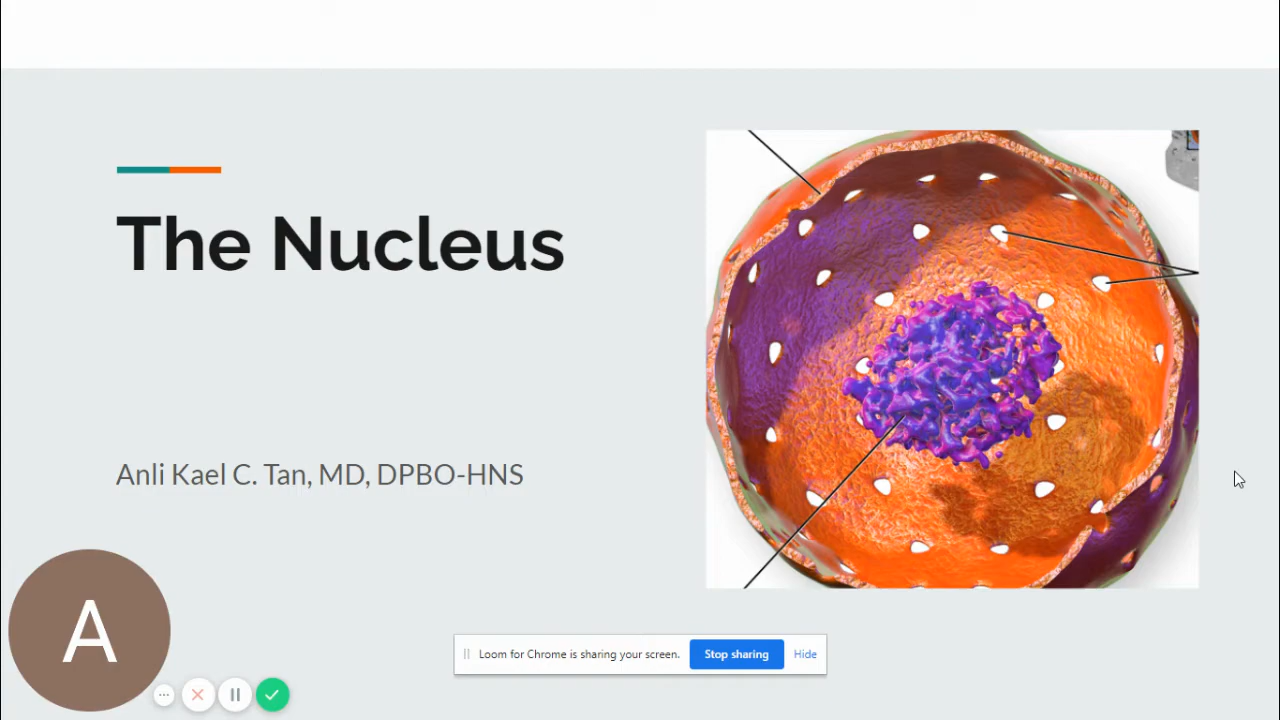 The Nucleus
Anli Kael C. Tan, MD, DPBO-HNS
A
Loom for Chrome is sharing your screen. Stop sharing Hide